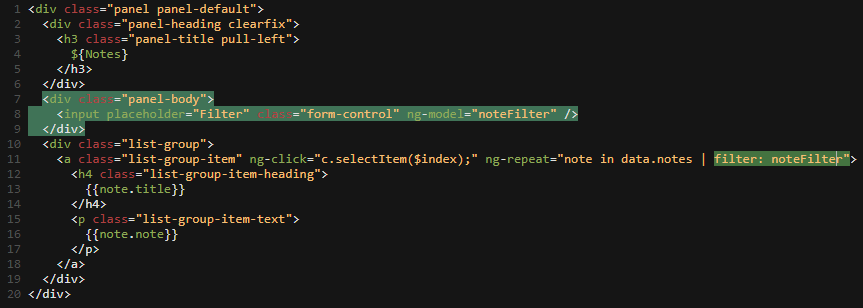 1 <div class="panel panel-default">
2   <div class="panel-heading clearfix">
3     <h3 class="panel-title pull-left">
4       ${Notes}
5     </h3>
6   </div>
7   <div class="panel-body">
8     <input placeholder="Filter" class="form-control" ng-model="noteFilter" />
9   </div>
10   <div class="list-group">
11     <a class="list-group-item" ng-click="c.selectItem($index);" ng-repeat="note in data.notes | filter: noteFilter">
12       <h4 class="list-group-item-heading">
13         {{note.title}}
14       </h4>
15       <p class="list-group-item-text">
16         {{note.note}}
17       </p>
18     </a>
19   </div>
20 </div>